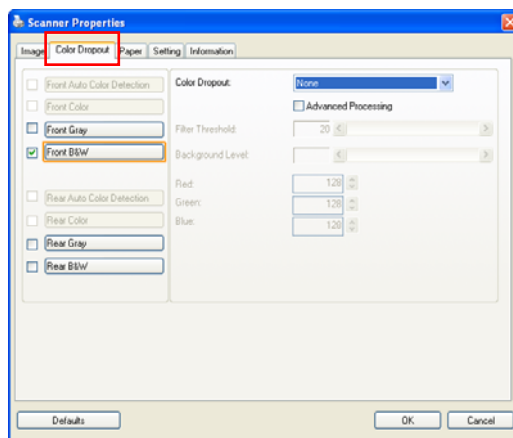 Scanner Properties
Image Color Dropout Paper Setting Information
Front Auto Color Detection
Front Color
Front Gray
Front B&W
Rear Auto Color Detection
Rear Color
Rear Gray
Rear B&W
Color Dropout: None
Advanced Processing
Filter Threshold: 20
Background Level:
Red: 128
Green: 128
Blue: 128
Defaults OK Cancel